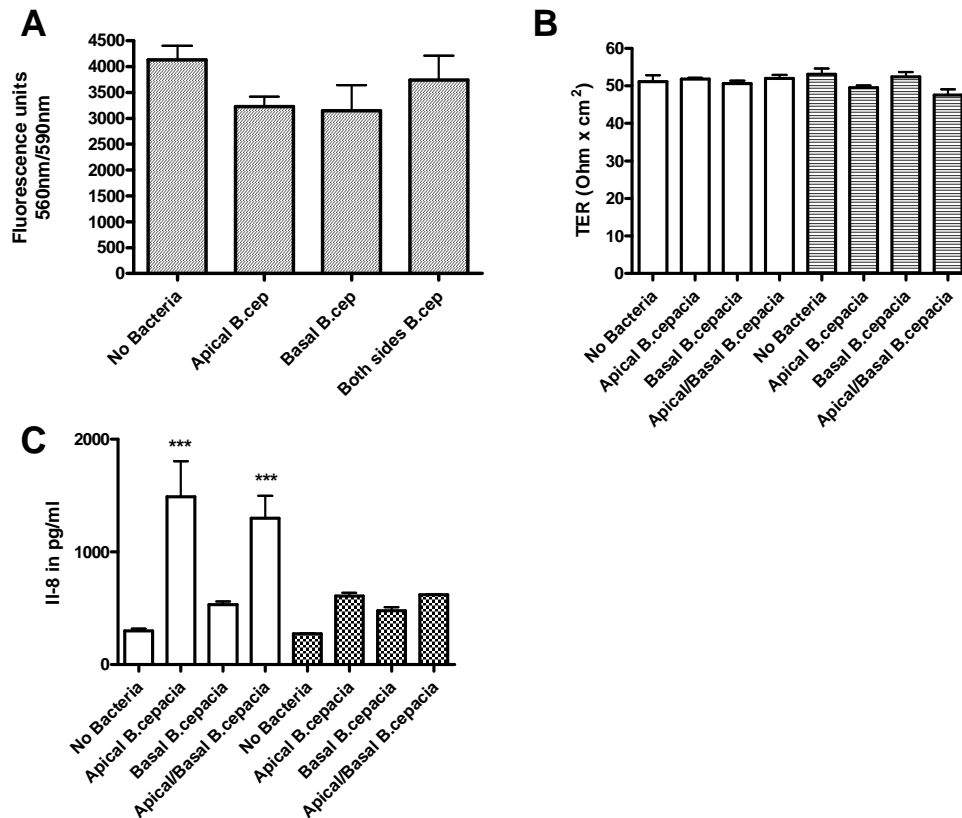 A
Fluorescence units
560nm/590nm
4500
4000
3500
3000
2500
2000
1500
1000
500
0
No Bacteria
Apical B.cep
Basal B.cep
Both sides B.cep
B
TER (Ohm x cm²)
60
50
40
30
20
10
0
No Bacteria
Apical B.cepacia
Basal B.cepacia
Apical/Basal B.cepacia
No Bacteria
Apical B.cepacia
Basal B.cepacia
Apical/Basal B.cepacia
C
Il-8 in pg/ml
2000
1000
0
***
***
No Bacteria
Apical B.cepacia
Basal B.cepacia
Apical/Basal B.cepacia
No Bacteria
Apical B.cepacia
Basal B.cepacia
Apical/Basal B.cepacia